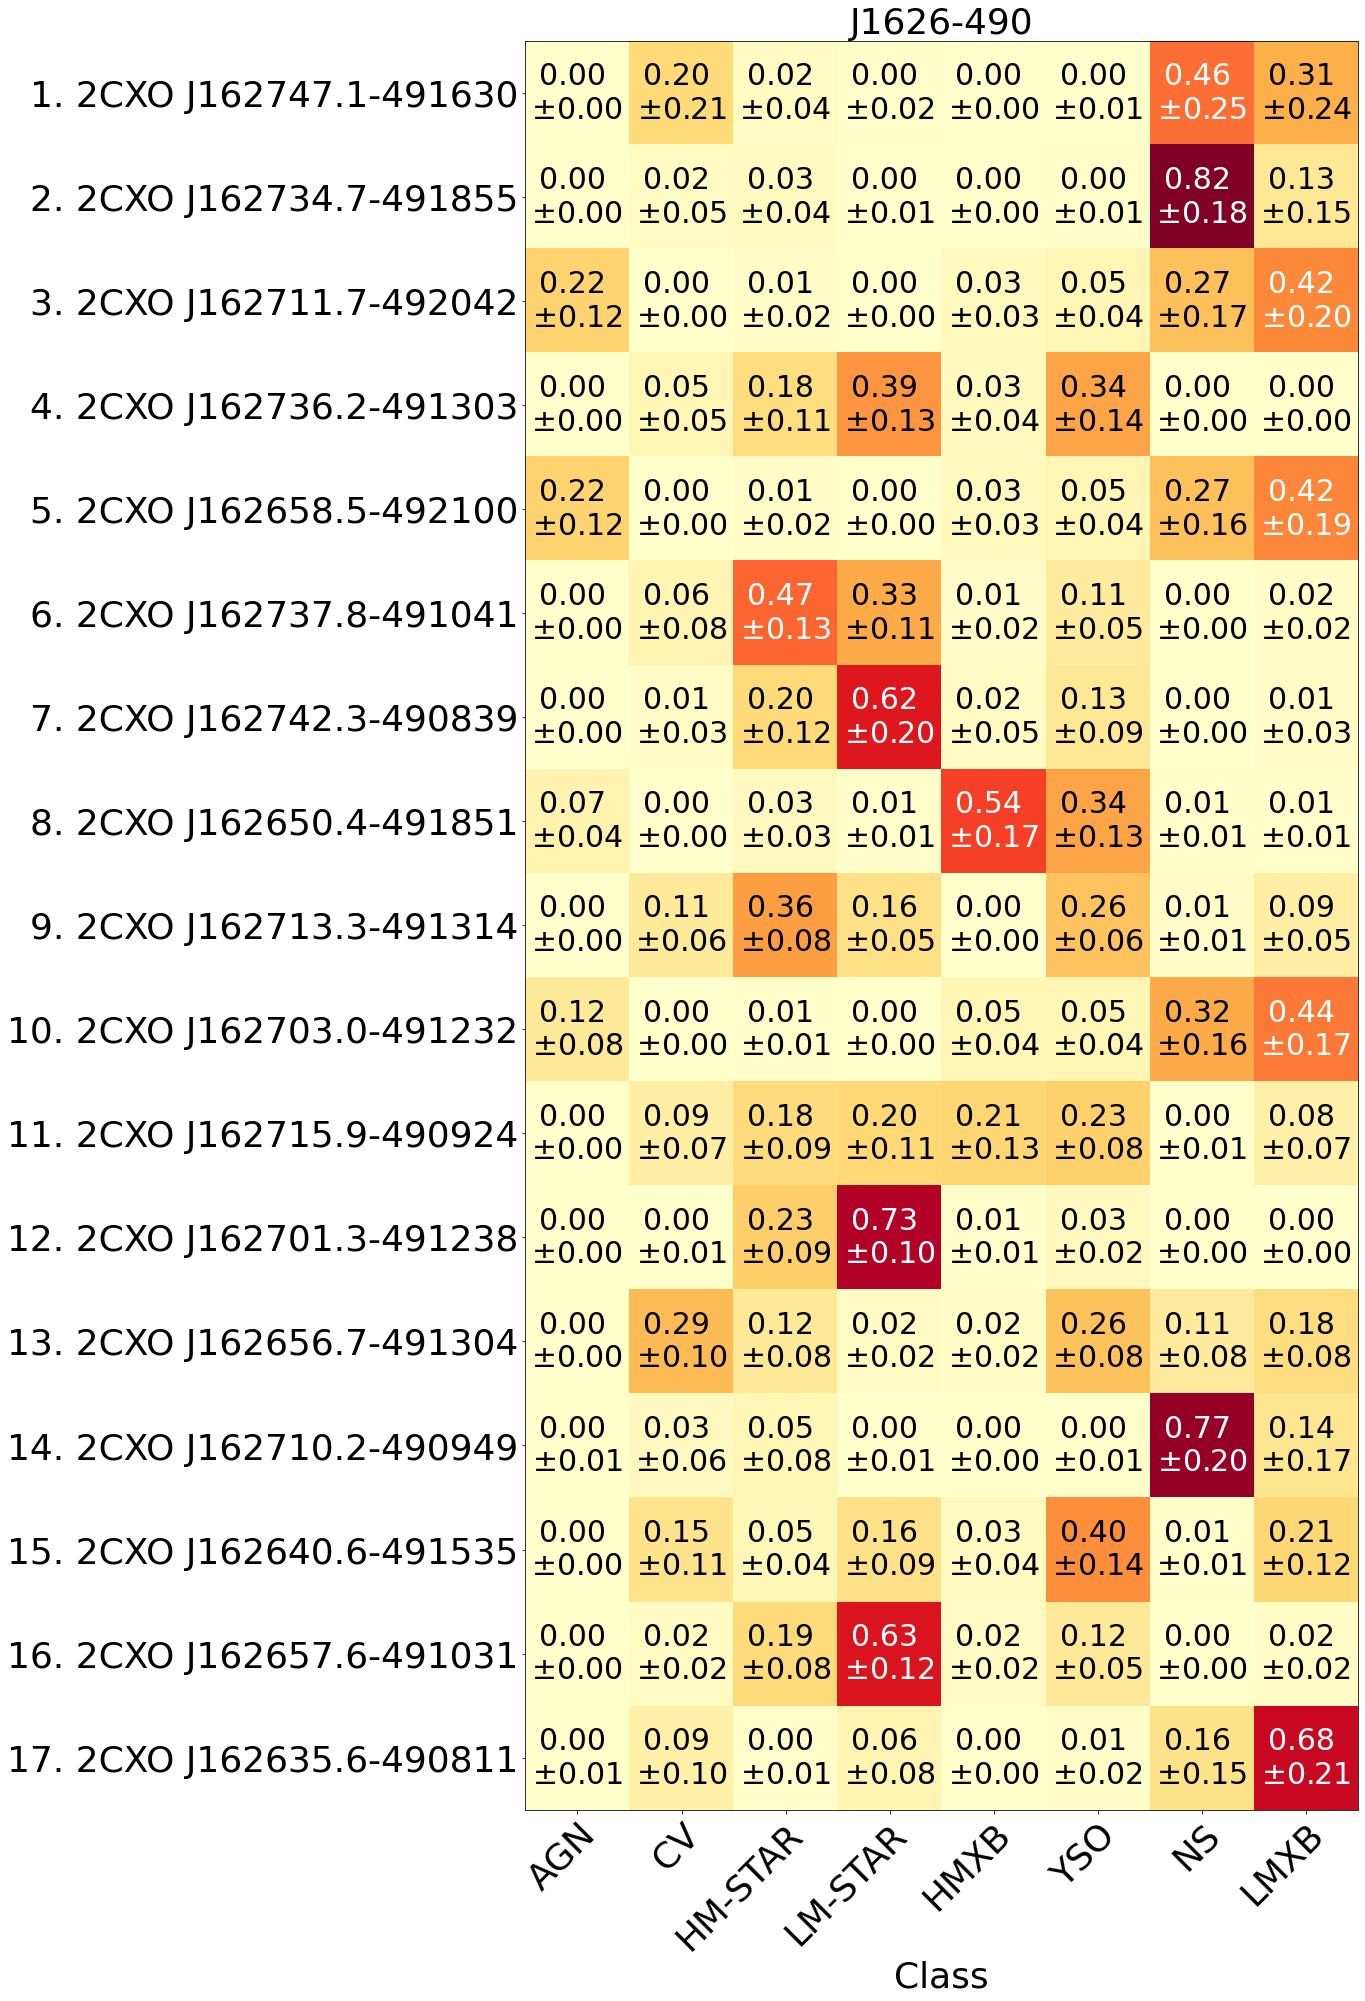 J1626-490
1. 2CXO J162747.1-491630 0.00 0.20 0.02 0.00 0.00 0.00 0.46 0.31
±0.00 ±0.21 ±0.04 ±0.02 ±0.00 ±0.01 ±0.25 ±0.24
2. 2CXO J162734.7-491855 0.00 0.02 0.03 0.00 0.00 0.00 0.82 0.13
±0.00 ±0.05 ±0.04 ±0.01 ±0.00 ±0.01 ±0.18 ±0.15
3. 2CXO J162711.7-492042 0.22 0.00 0.01 0.00 0.03 0.05 0.27 0.42
±0.12 ±0.00 ±0.02 ±0.00 ±0.03 ±0.04 ±0.17 ±0.20
4. 2CXO J162736.2-491303 0.00 0.05 0.18 0.39 0.03 0.34 0.00 0.00
±0.00 ±0.05 ±0.11 ±0.13 ±0.04 ±0.14 ±0.00 ±0.00
5. 2CXO J162658.5-492100 0.22 0.00 0.01 0.00 0.03 0.05 0.27 0.42
±0.12 ±0.00 ±0.02 ±0.00 ±0.03 ±0.04 ±0.16 ±0.19
6. 2CXO J162737.8-491041 0.00 0.06 0.47 0.33 0.01 0.11 0.00 0.02
±0.00 ±0.08 ±0.13 ±0.11 ±0.02 ±0.05 ±0.00 ±0.02
7. 2CXO J162742.3-490839 0.00 0.01 0.20 0.62 0.02 0.13 0.00 0.01
±0.00 ±0.03 ±0.12 ±0.20 ±0.05 ±0.09 ±0.00 ±0.03
8. 2CXO J162650.4-491851 0.07 0.00 0.03 0.01 0.54 0.34 0.01 0.01
±0.04 ±0.00 ±0.03 ±0.01 ±0.17 ±0.13 ±0.01 ±0.01
9. 2CXO J162713.3-491314 0.00 0.11 0.36 0.16 0.00 0.26 0.01 0.09
±0.00 ±0.06 ±0.08 ±0.05 ±0.00 ±0.06 ±0.01 ±0.05
10. 2CXO J162703.0-491232 0.12 0.00 0.01 0.00 0.05 0.05 0.32 0.44
±0.08 ±0.00 ±0.01 ±0.00 ±0.04 ±0.04 ±0.16 ±0.17
11. 2CXO J162715.9-490924 0.00 0.09 0.18 0.20 0.21 0.23 0.00 0.08
±0.00 ±0.07 ±0.09 ±0.11 ±0.13 ±0.08 ±0.01 ±0.07
12. 2CXO J162701.3-491238 0.00 0.00 0.23 0.73 0.01 0.03 0.00 0.00
±0.00 ±0.01 ±0.09 ±0.10 ±0.01 ±0.02 ±0.00 ±0.00
13. 2CXO J162656.7-491304 0.00 0.29 0.12 0.02 0.02 0.26 0.11 0.18
±0.00 ±0.10 ±0.08 ±0.02 ±0.02 ±0.08 ±0.08 ±0.08
14. 2CXO J162710.2-490949 0.00 0.03 0.05 0.00 0.00 0.00 0.77 0.14
±0.01 ±0.06 ±0.08 ±0.01 ±0.00 ±0.01 ±0.20 ±0.17
15. 2CXO J162640.6-491535 0.00 0.15 0.05 0.16 0.03 0.40 0.01 0.21
±0.00 ±0.11 ±0.04 ±0.09 ±0.04 ±0.14 ±0.01 ±0.12
16. 2CXO J162657.6-491031 0.00 0.02 0.19 0.63 0.02 0.12 0.00 0.02
±0.00 ±0.02 ±0.08 ±0.12 ±0.02 ±0.05 ±0.00 ±0.02
17. 2CXO J162635.6-490811 0.00 0.09 0.00 0.06 0.00 0.01 0.16 0.68
±0.01 ±0.10 ±0.01 ±0.08 ±0.00 ±0.02 ±0.15 ±0.21
AGN CV HM-STAR LM-STAR HMXB YSO NS LMXB
Class